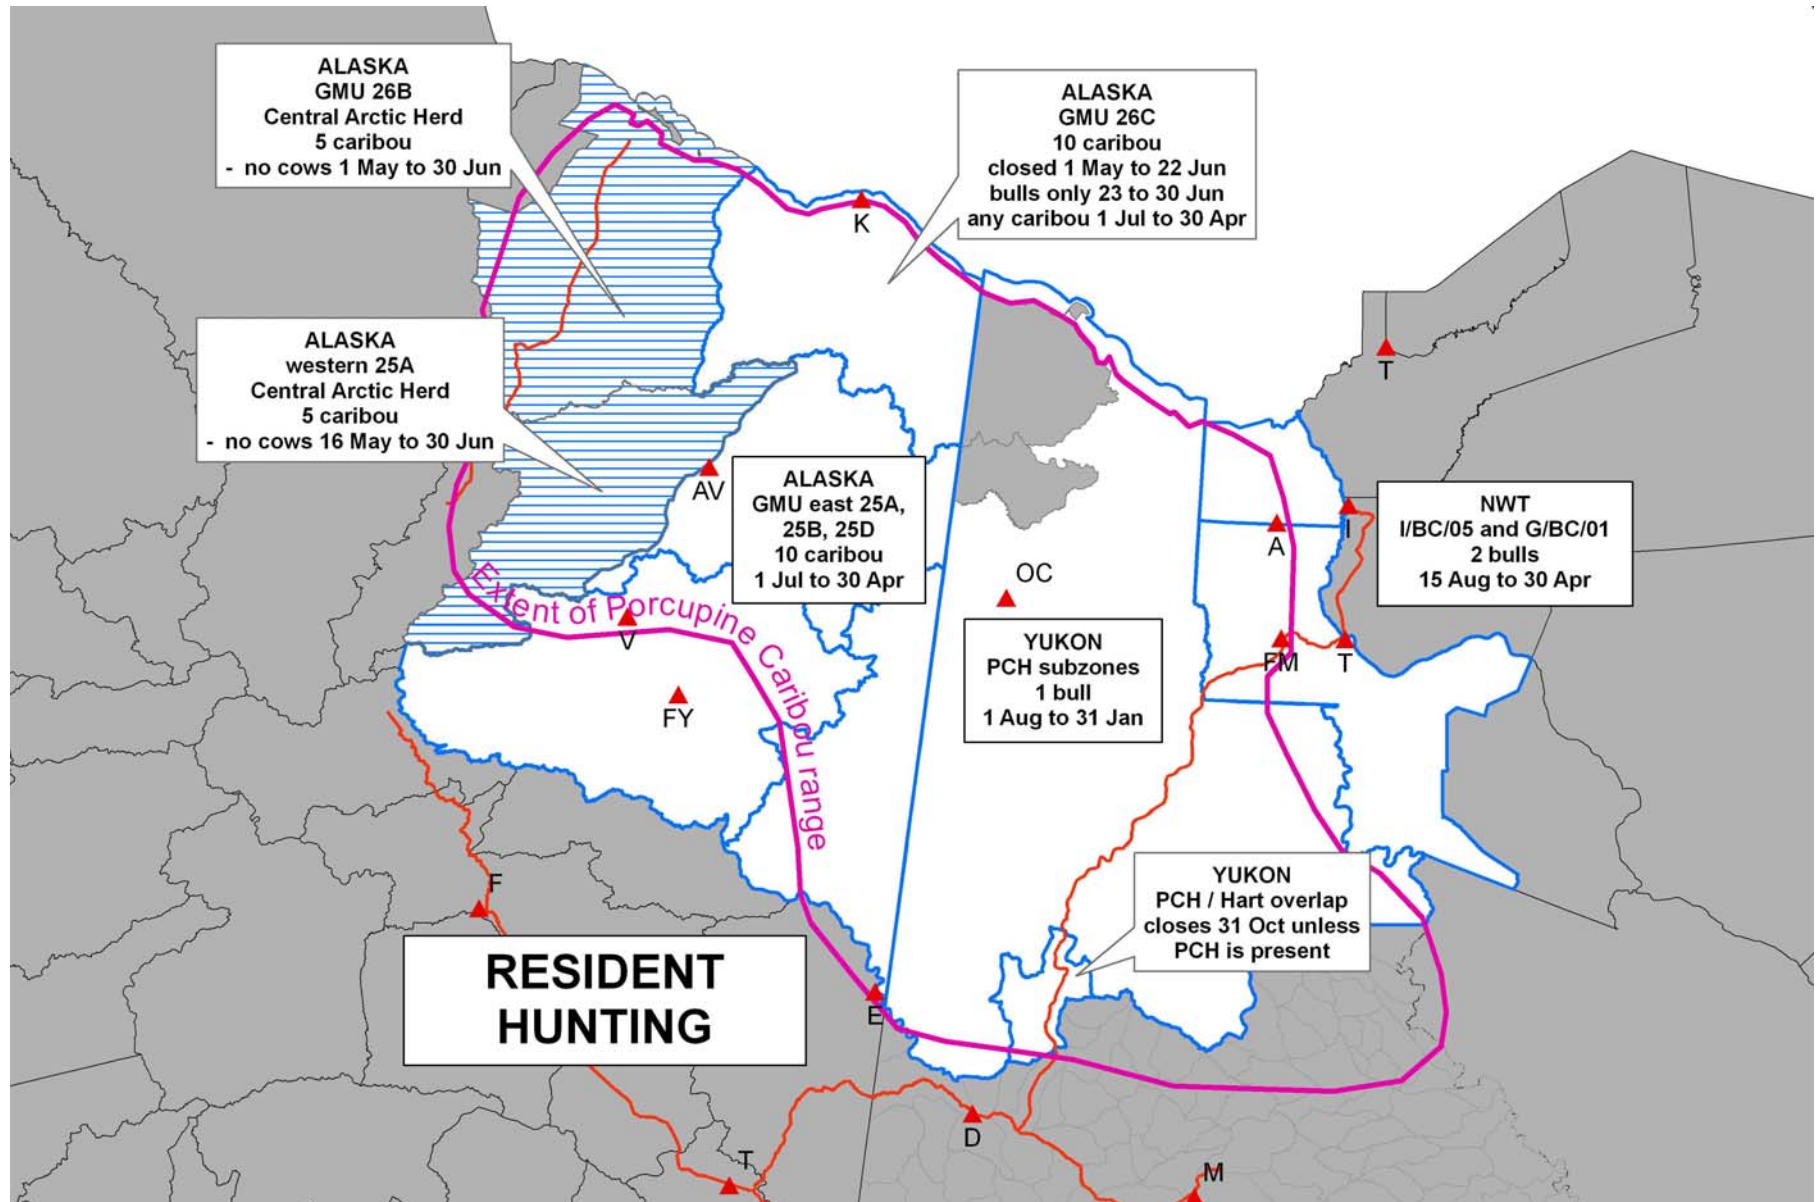 ALASKA
GMU 26B
Central Arctic Herd
5 caribou
- no cows 1 May to 30 Jun
ALASKA
GMU 26C
10 caribou
closed 1 May to 22 Jun
bulls only 23 to 30 Jun
any caribou 1 Jul to 30 Apr
K
ALASKA
western 25A
Central Arctic Herd
5 caribou
- no cows 16 May to 30 Jun
T
AV
ALASKA
GMU east 25A,
25B, 25D
10 caribou
1 Jul to 30 Apr
NWT
I/BC/05 and G/BC/01
2 bulls
15 Aug to 30 Apr
I
A
OC
Extent of Porcupine Caribou range
V
YUKON
PCH subzones
1 bull
1 Aug to 31 Jan
FM
T
FY
YUKON
PCH / Hart overlap
closes 31 Oct unless
PCH is present
F
RESIDENT
HUNTING
E
D
T
M